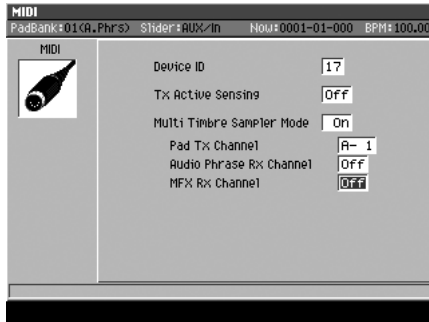 MIDI
PadBank:01(A.Phrs) Slider:AUX/In Now:0001-01-000 BPM:100.00
MIDI
Device ID 17
Tx Active Sensing Off
Multi Timbre Sampler Mode On
Pad Tx Channel A- 1
Audio Phrase Rx Channel Off
MFX Rx Channel Off